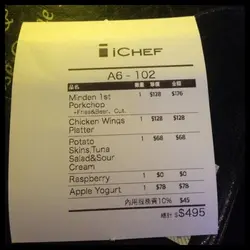 iCHEF
A6 - 102
品名 數量 單價 金額
Minden 1st 1 $128 $176
Porkchop
+Fries&Beer, Cut.
Chicken Wings 1 $128 $128
Platter
Potato 1 $68 $68
Skins,Tuna
Salad&Sour
Cream
Raspberry 1 $0 $0
Apple Yogurt 1 $78 $78
內用服務費10% $45
總計 $495